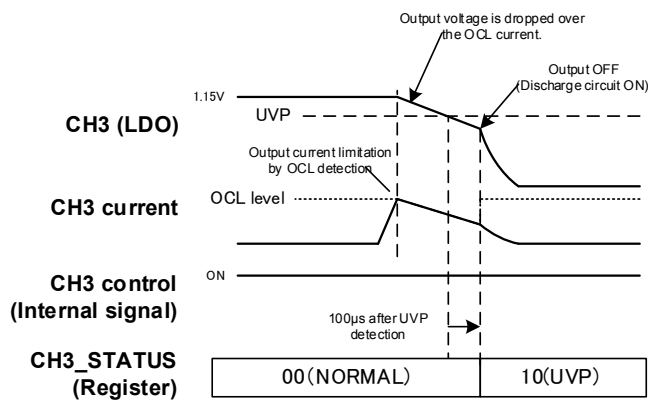 Output voltage is dropped over
the OCL current.
Output OFF
(Discharge circuit ON)
1.15V
UVP
CH3 (LDO)
Output current limitation
by OCL detection
OCL level
CH3 current
ON
CH3 control
(Internal signal)
100μs after UVP
detection
CH3_STATUS
(Register)
00(NORMAL)
10(UVP)